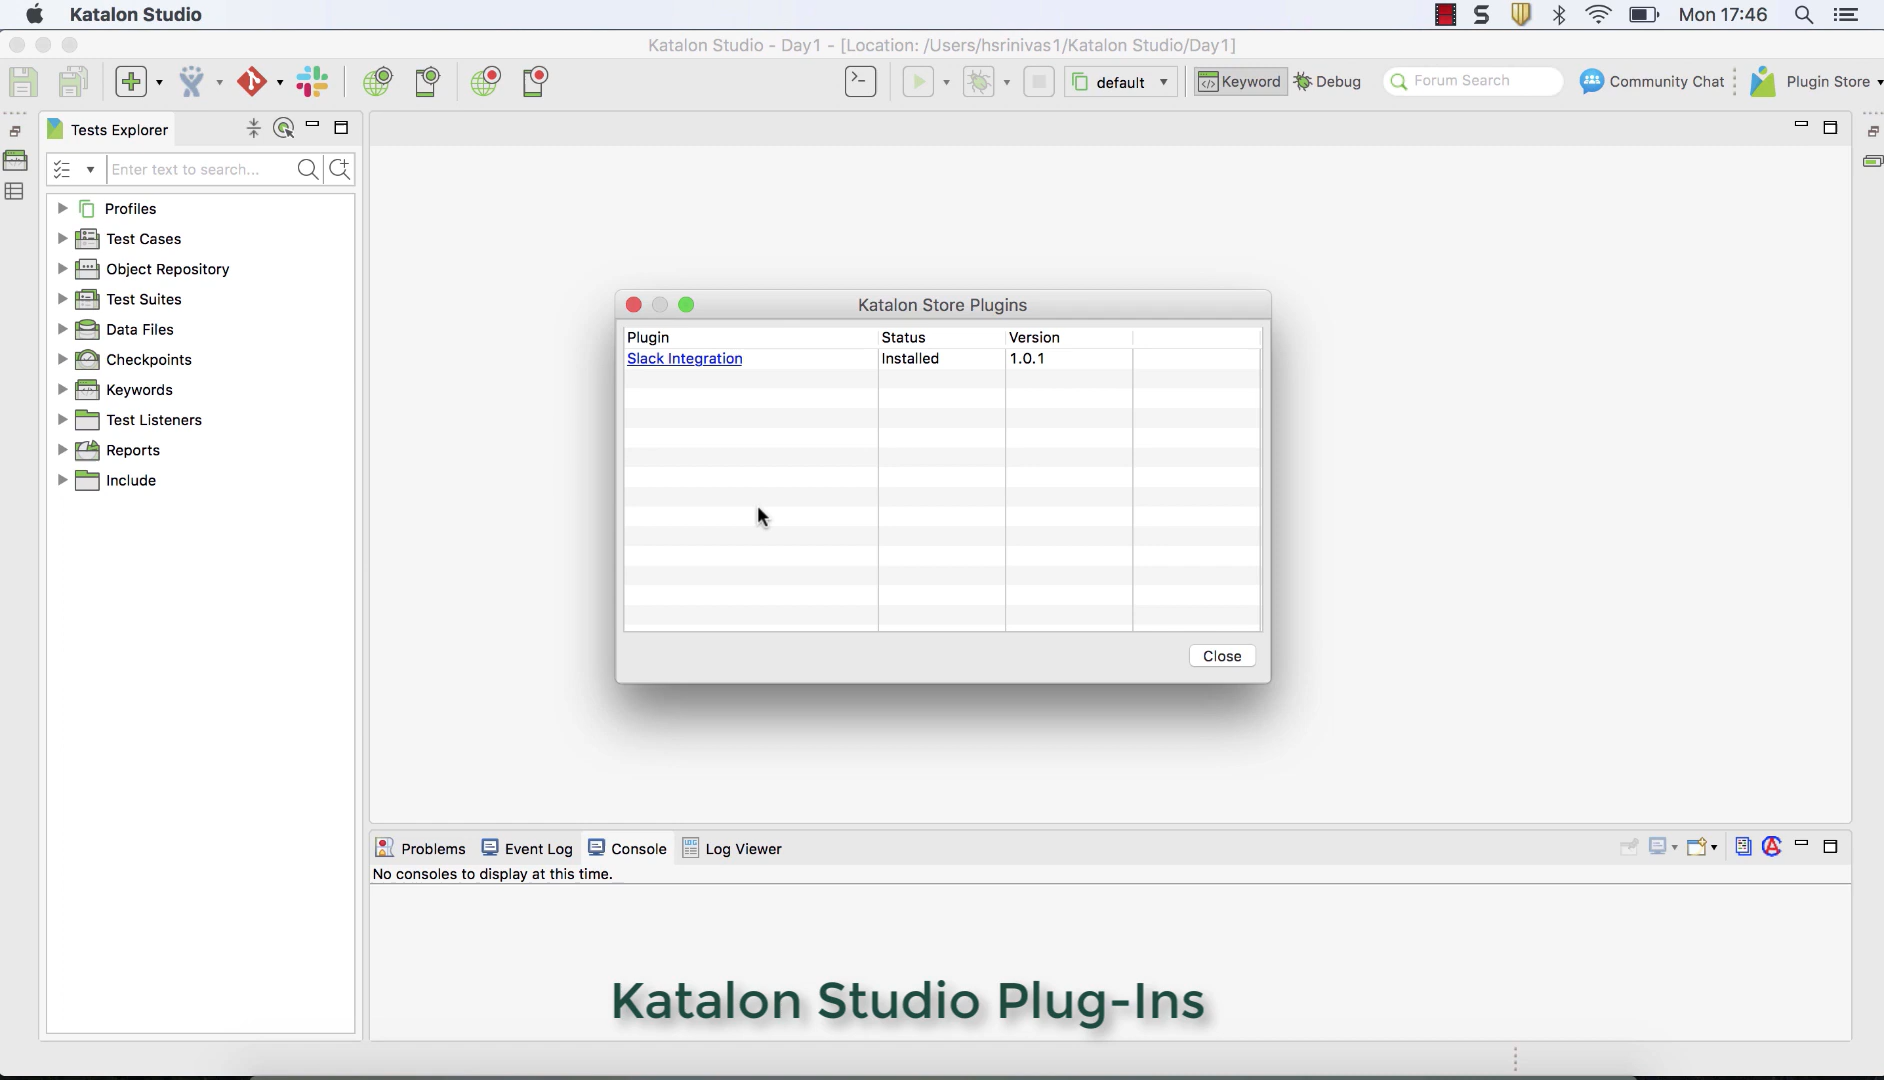 Katalon Studio
Mon 17:46
Katalon Studio - Day1 - [Location: /Users/hsrinivas1/Katalon Studio/Day1]
default
Keyword
Debug
Forum Search
Community Chat
Plugin Store
Tests Explorer
Enter text to search...
Profiles
Test Cases
Object Repository
Test Suites
Data Files
Checkpoints
Keywords
Test Listeners
Reports
Include
Katalon Store Plugins
Plugin Status Version
Slack Integration Installed 1.0.1
Close
Problems Event Log Console Log Viewer
No consoles to display at this time.
Katalon Studio Plug-Ins